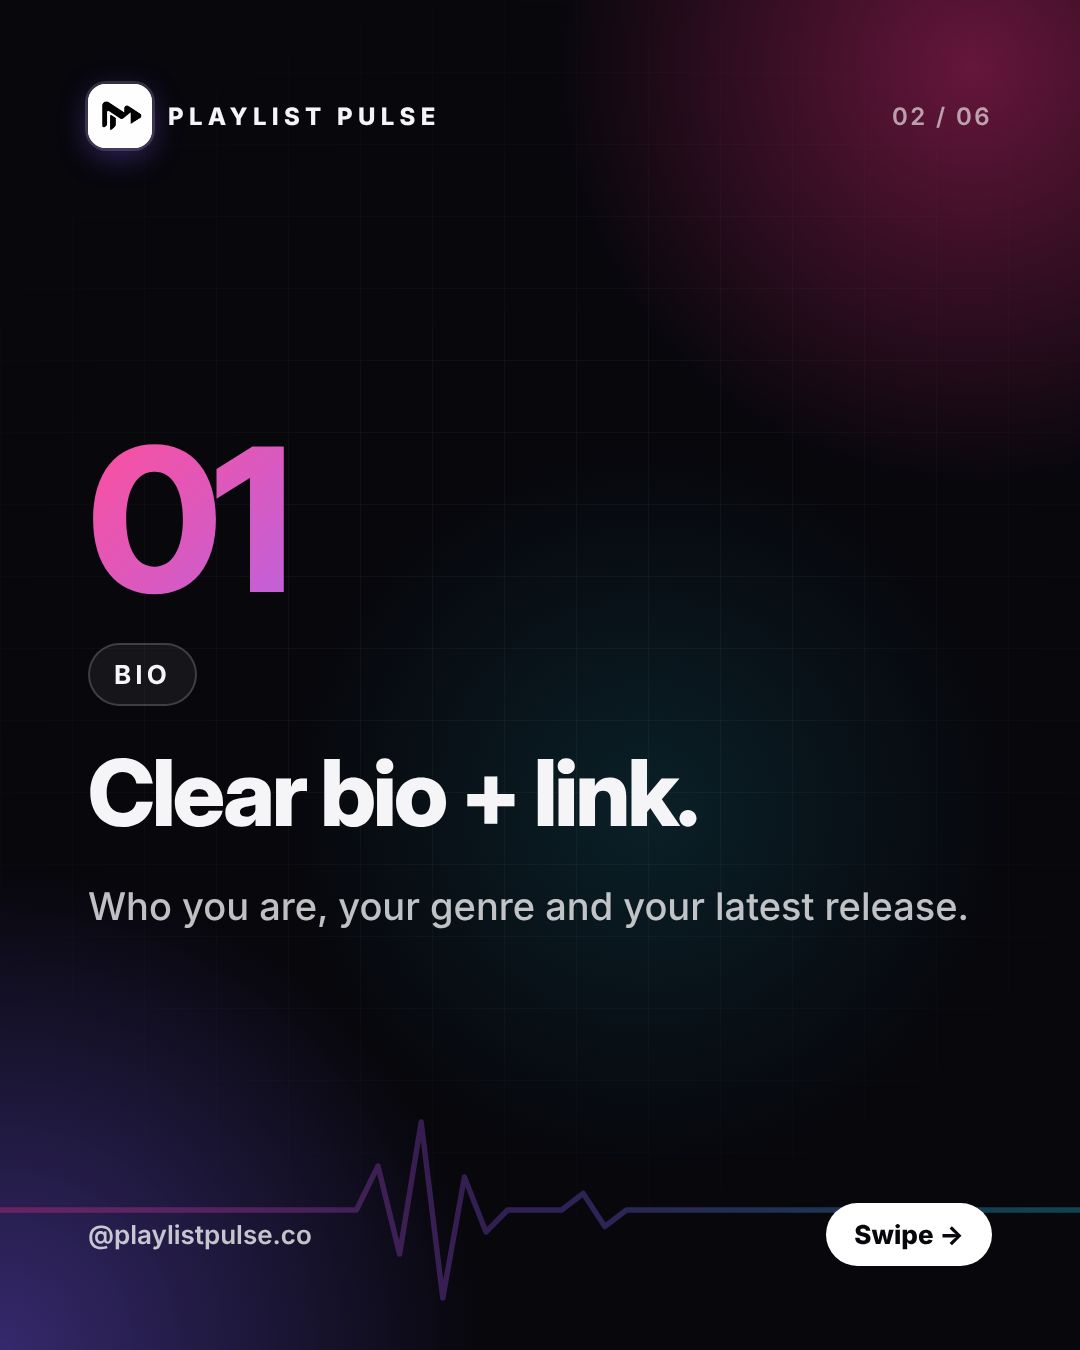 PLAYLIST PULSE
02 / 06
01
BIO
Clear bio + link.
Who you are, your genre and your latest release.
@playlistpulse.co
Swipe →